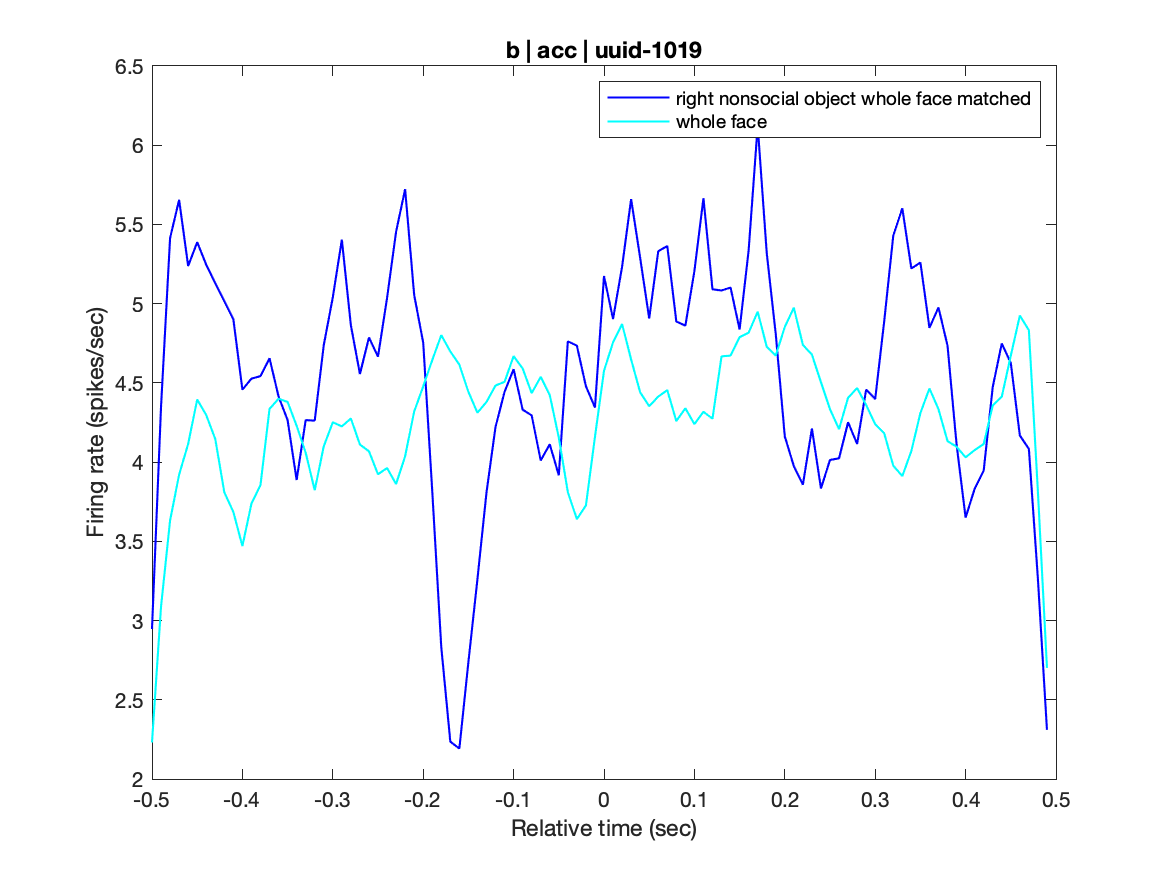 b | acc | uuid-1019
right nonsocial object whole face matched
whole face
6.5
6
5.5
5
4.5
4
3.5
3
2.5
2
Firing rate (spikes/sec)
-0.5 -0.4 -0.3 -0.2 -0.1 0 0.1 0.2 0.3 0.4 0.5
Relative time (sec)